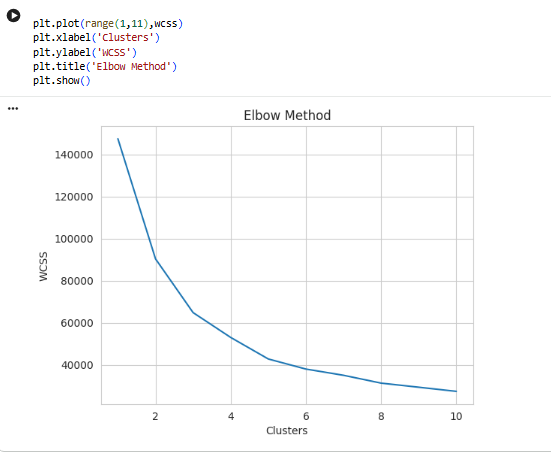 plt.plot(range(1,11),wcss)
plt.xlabel('Clusters')
plt.ylabel('WCSS')
plt.title('Elbow Method')
plt.show()
Elbow Method
140000
120000
100000
80000
60000
40000
WCSS
2 4 6 8 10
Clusters